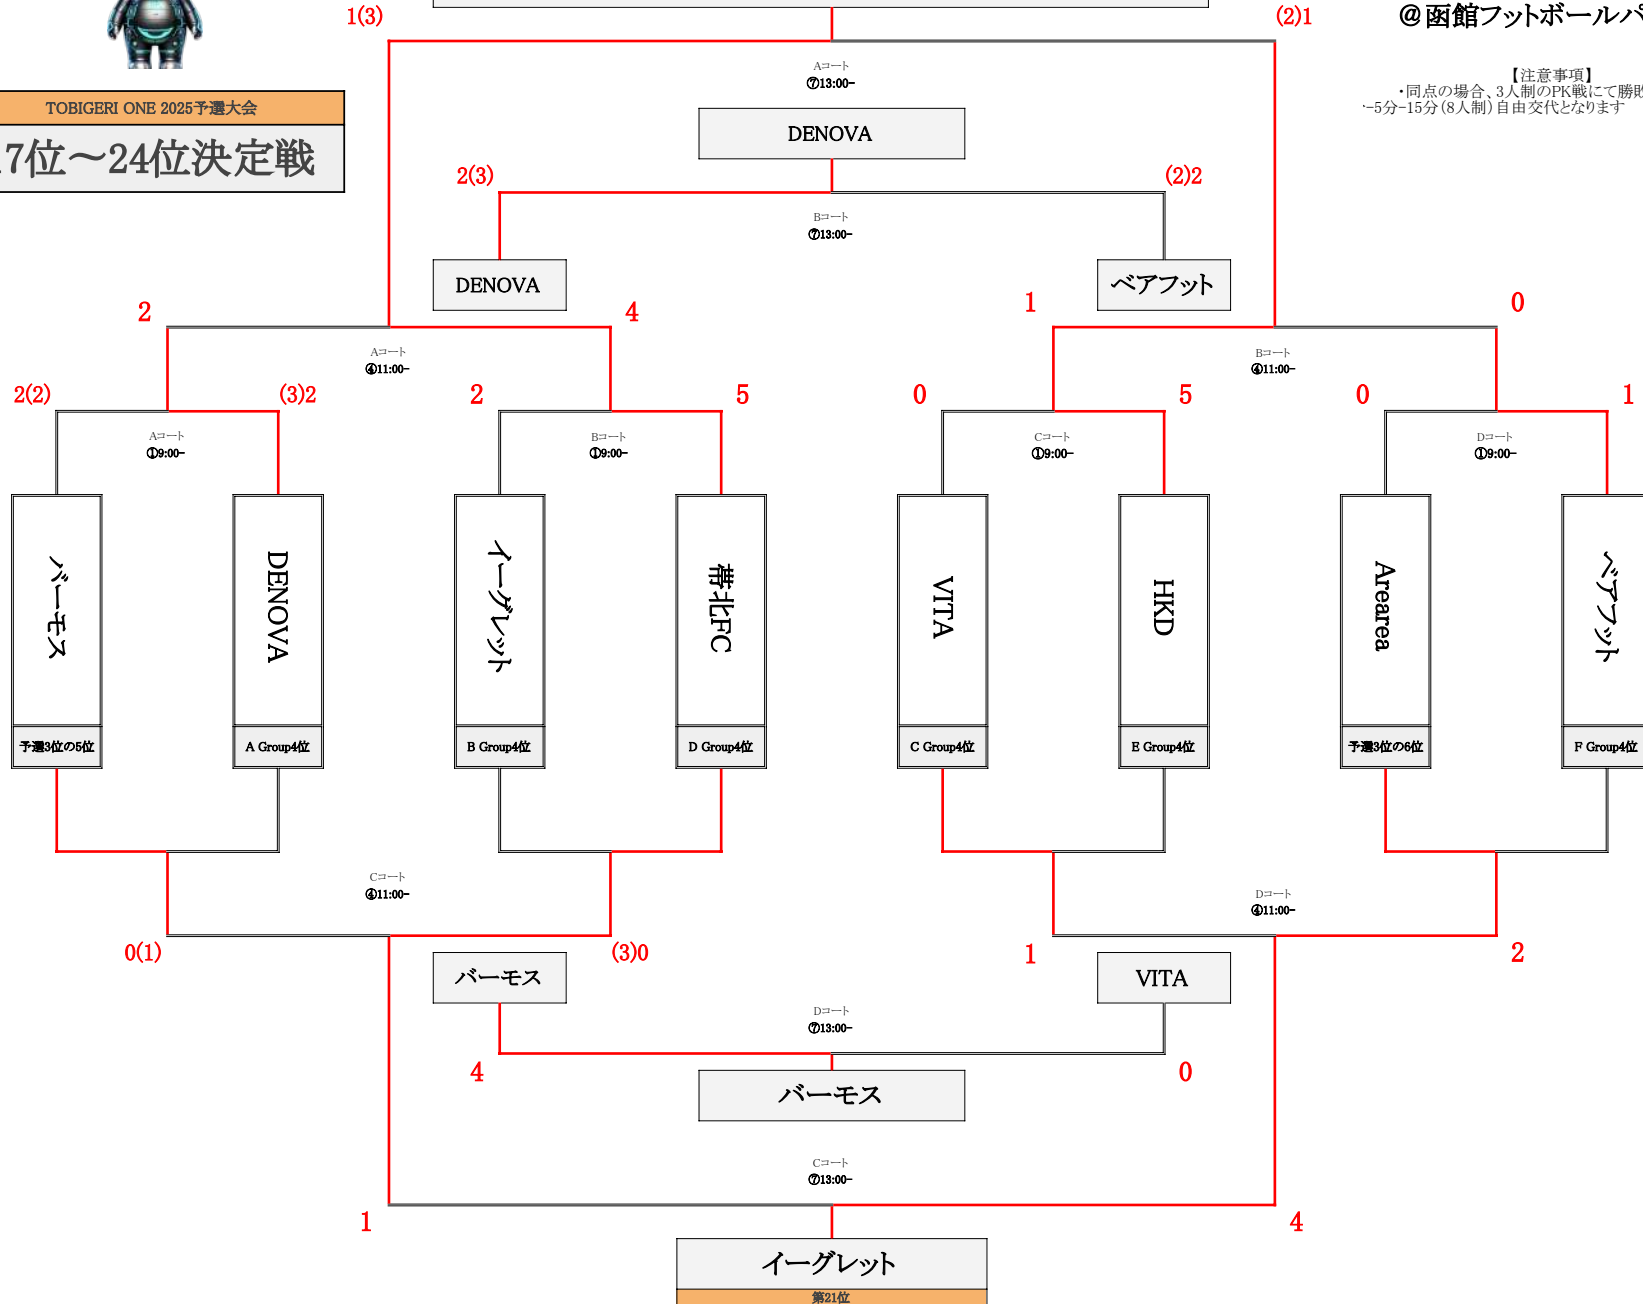 1(3)
(2)1
@函館フットボールパ
Aコート
⑦13:00-
【注意事項】
・同点の場合、3人制のPK戦にて勝敗
-5分-15分(8人制)自由交代となります
TOBIGERI ONE 2025予選大会
7位～24位決定戦
DENOVA
2(3)
(2)2
Bコート
⑦13:00-
DENOVA
ベアフット
2
4
1
0
Aコート
④11:00-
Bコート
④11:00-
2(2)
(3)2
2
5
0
5
0
1
Aコート
①9:00-
Bコート
①9:00-
Cコート
①9:00-
Dコート
①9:00-
バーモス
DENOVA
イーグレット
帯北FC
VITA
HKD
Arearea
ベアフット
予選3位の5位
A Group4位
B Group4位
D Group4位
C Group4位
E Group4位
予選3位の6位
F Group4位
Cコート
④11:00-
Dコート
④11:00-
0(1)
(3)0
1
2
バーモス
VITA
Dコート
⑦13:00-
4
0
バーモス
Cコート
⑦13:00-
1
4
イーグレット
第21位